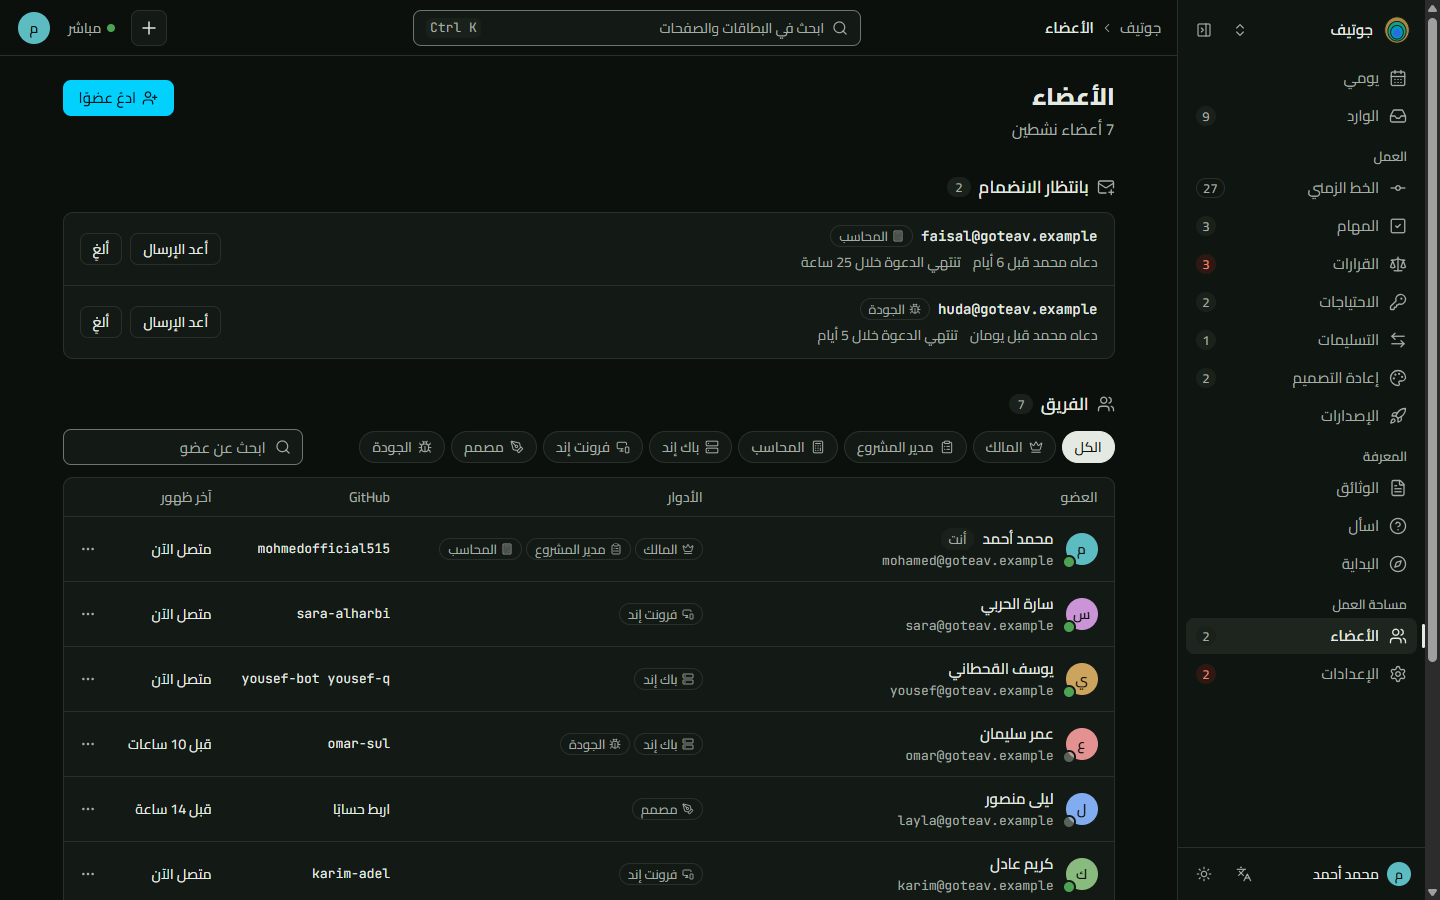 جوتيف
يومي
الوارد 9
العمل
الخط الزمني 27
المهام 3
القرارات 3
الاحتياجات 2
التسليمات 1
إعادة التصميم 2
الإصدارات
المعرفة
الوثائق
اسأل
البداية
مساحة العمل
الأعضاء 2
الإعدادات 2
م محمد أحمد
جوتيف › الأعضاء
ابحث في البطاقات والصفحات Ctrl K
مباشر م
الأعضاء
7 أعضاء نشطين
ادعُ عضوًا
بانتظار الانضمام 2
faisal@goteav.example المحاسب
دعاه محمد قبل 6 أيام تنتهي الدعوة خلال 25 ساعة
أعد الإرسال ألغِ
huda@goteav.example الجودة
دعاه محمد قبل يومان تنتهي الدعوة خلال 5 أيام
أعد الإرسال ألغِ
الفريق 7
الكل المالك مدير المشروع المحاسب باك إند فرونت إند مصمم الجودة
ابحث عن عضو
العضو الأدوار GitHub آخر ظهور
م محمد أحمد أنت
mohamed@goteav.example
المالك مدير المشروع المحاسب
mohmedofficial515
متصل الآن
س سارة الحربي
sara@goteav.example
فرونت إند
sara-alharbi
متصل الآن
ي يوسف القحطاني
yousef@goteav.example
باك إند
yousef-bot yousef-q
متصل الآن
ع عمر سليمان
omar@goteav.example
باك إند الجودة
omar-sul
قبل 10 ساعات
ل ليلى منصور
layla@goteav.example
مصمم
اربط حسابًا
قبل 14 ساعة
ك كريم عادل
karim@goteav.example
فرونت إند
karim-adel
متصل الآن